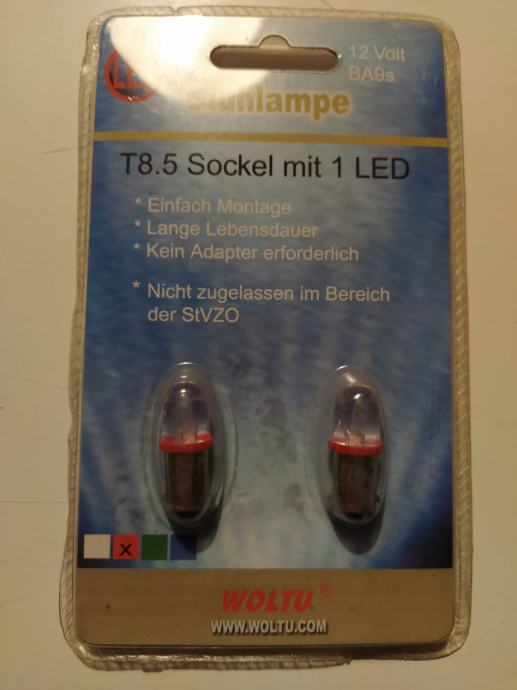 12 Volt
BA9s
Glühlampe
T8.5 Sockel mit 1 LED
* Einfach Montage
* Lange Lebensdauer
* Kein Adapter erforderlich
* Nicht zugelassen im Bereich
der StVZO
x
WOLTU®
WWW.WOLTU.COM